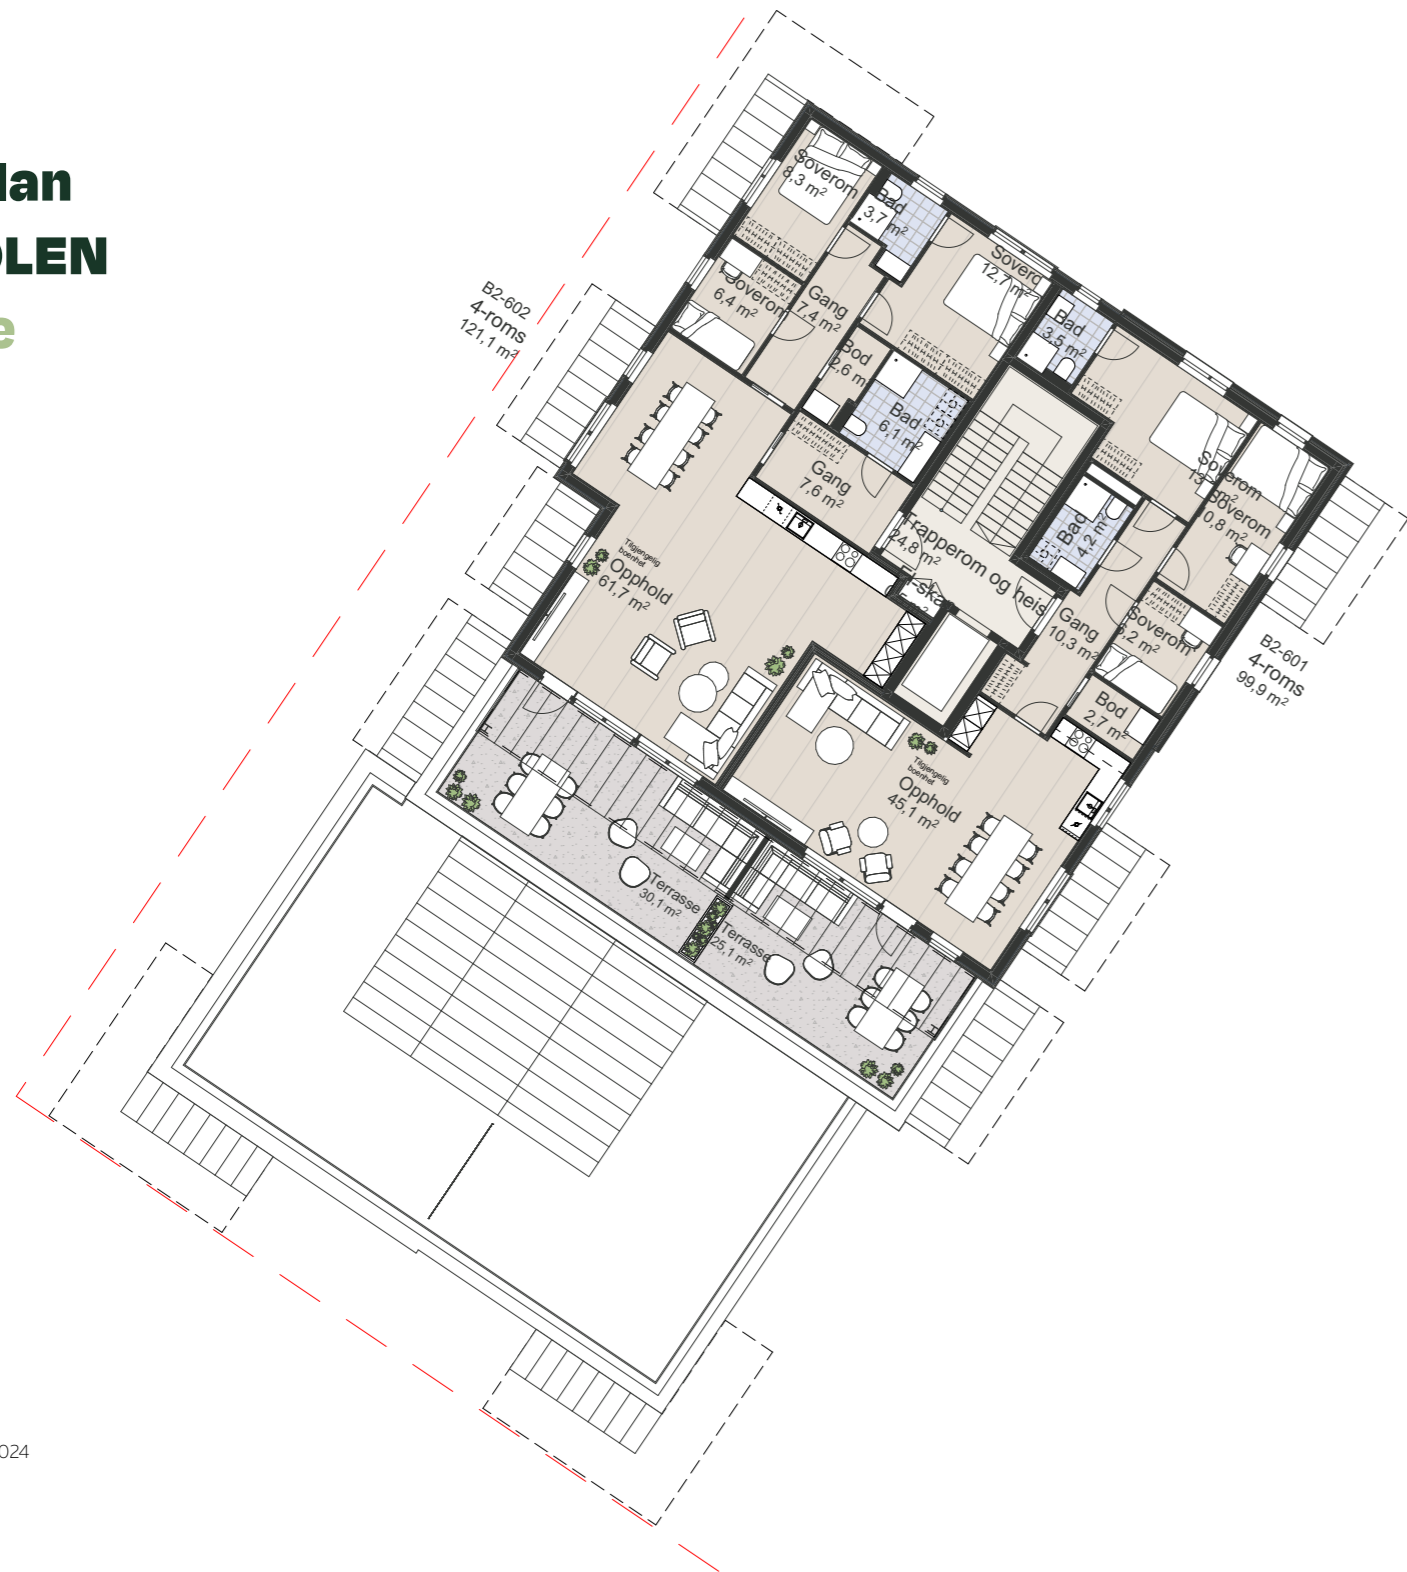 lan
OLEN
e
B2-602
4-roms
121,1 m²
Soverom
8,3 m²
Bad
3,7 m²
Soverom
6,4 m²
Gang
7,4 m²
12,7 m²
Bod
2,6 m
Bad
6,1 m²
Gang
7,6 m²
Tilgjengelig
boenhet
Opphold
61,7 m²
Trapperom og heis
24,8 m²
Bad
3,5 m²
Soverom
Bad
4,2 m²
Soverom
0,8 m²
Gang
10,3 m²
Soverom
Bod
2,7 m²
B2-601
4-roms
99,9 m²
Tilgjengelig
boenhet
Opphold
45,1 m²
Terrasse
30,1 m²
Terrasse
25,1 m²
024